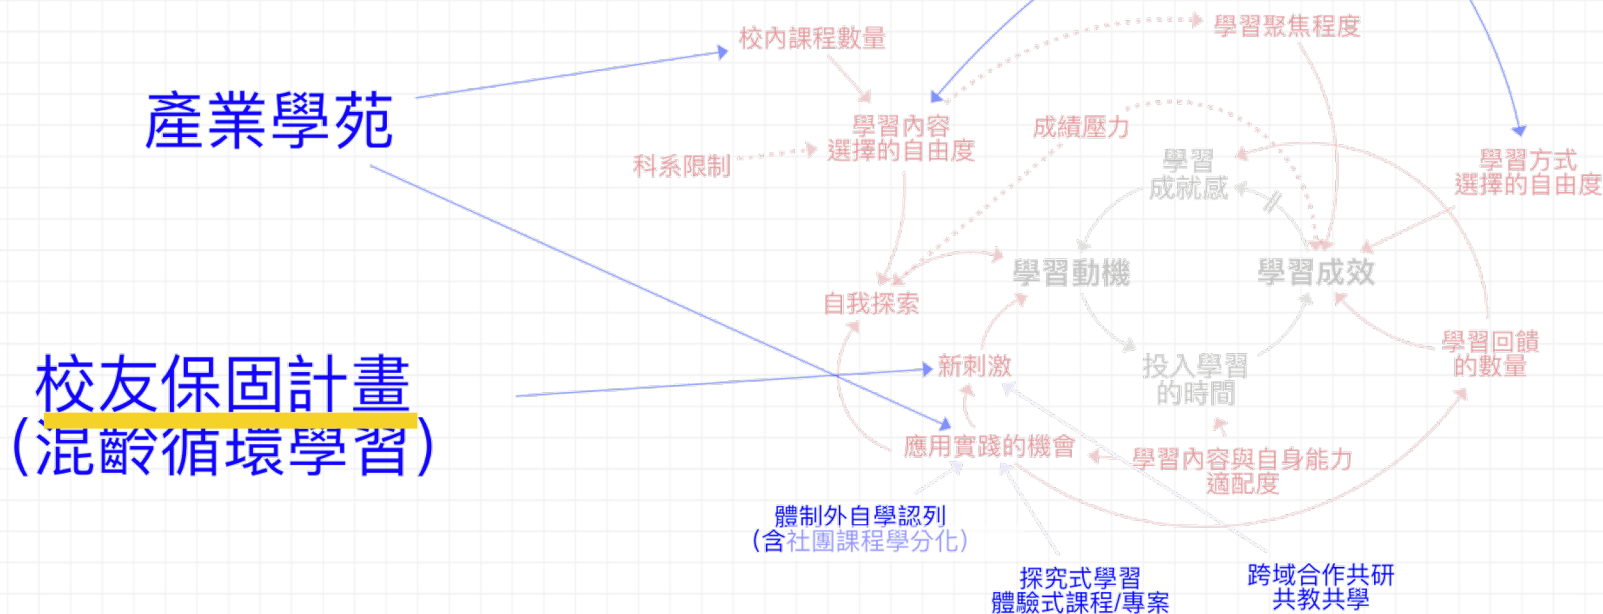 校內課程數量
學習聚焦程度
產業學苑
學習內容
選擇的自由度
成績壓力
科系限制
學習
成就感
學習方式
選擇的自由度
學習動機
學習成效
自我探索
新刺激
投入學習
的時間
學習回饋
的數量
校友保固計畫
(混齡循環學習)
應用實踐的機會
學習內容與自身能力
適配度
體制外自學認列
(含社團課程學分化)
探究式學習
體驗式課程/專案
跨域合作共研
共教共學